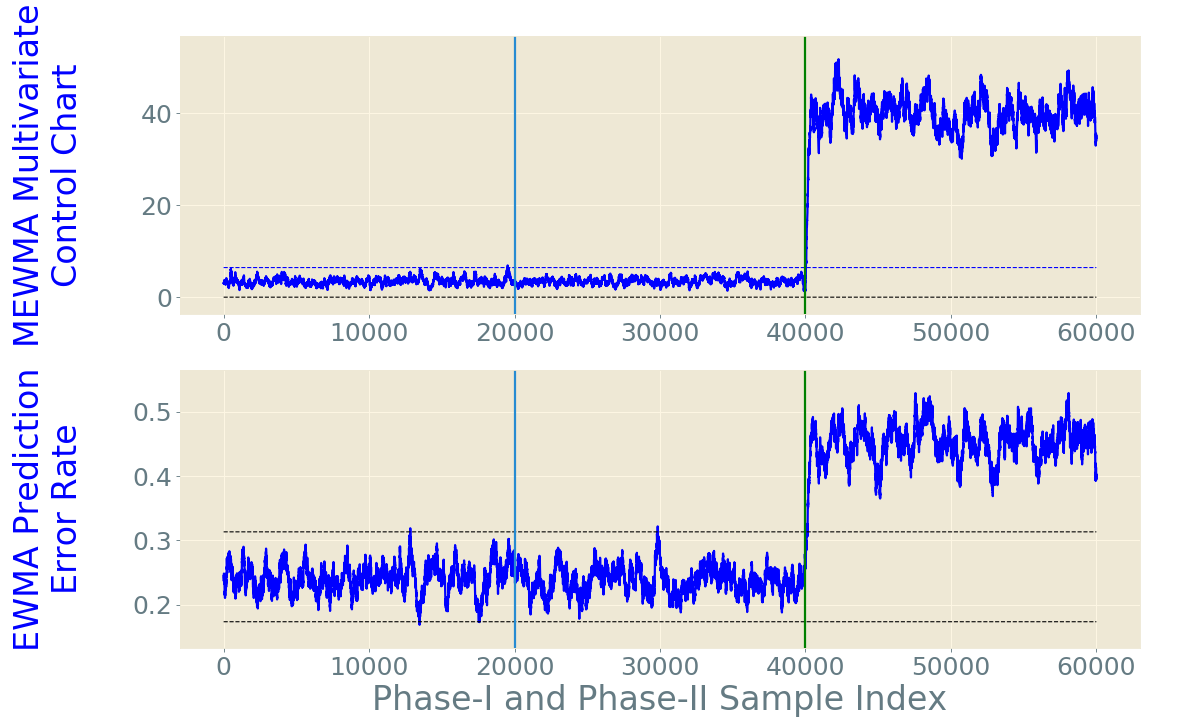 MEWMA Multivariate
Control Chart
40
20
0
0 10000 20000 30000 40000 50000 60000
EWMA Prediction
Error Rate
0.5
0.4
0.3
0.2
0 10000 20000 30000 40000 50000 60000
Phase-I and Phase-II Sample Index